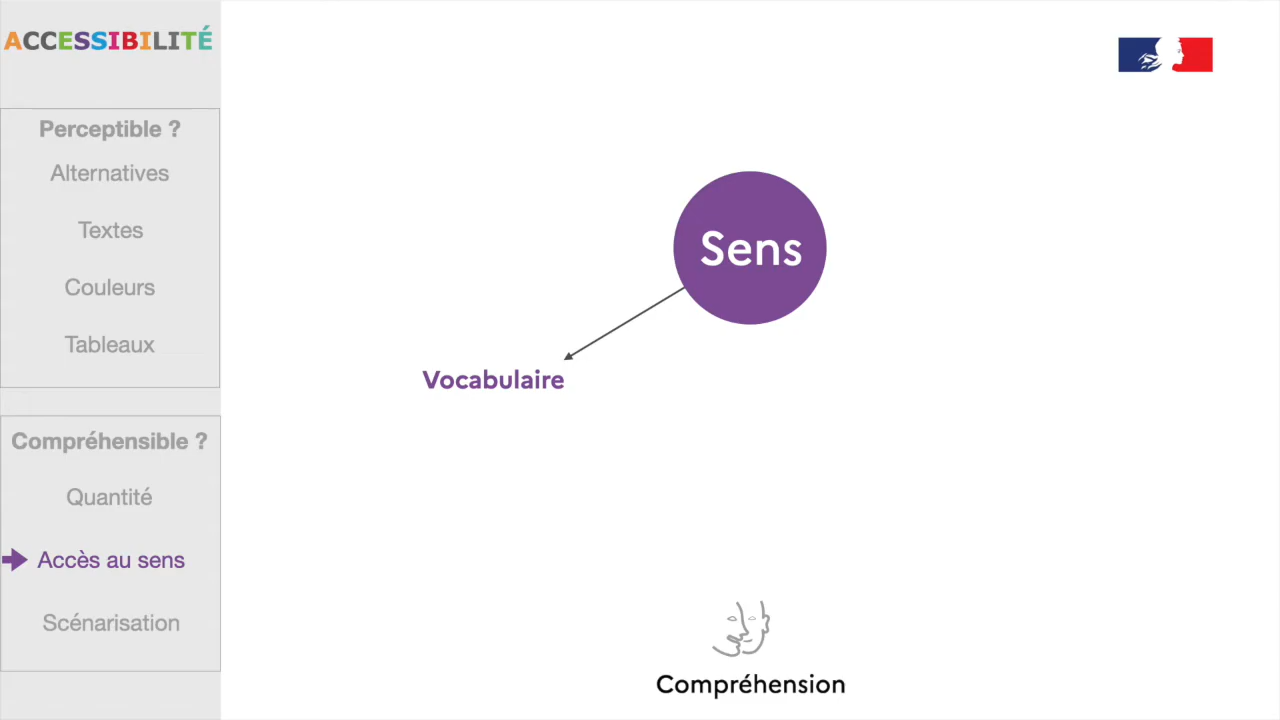 ACCESSIBILITÉ
Perceptible ?
Alternatives
Textes
Couleurs
Tableaux
Compréhensible ?
Quantité
Accès au sens
Scénarisation
Sens
Vocabulaire
Compréhension